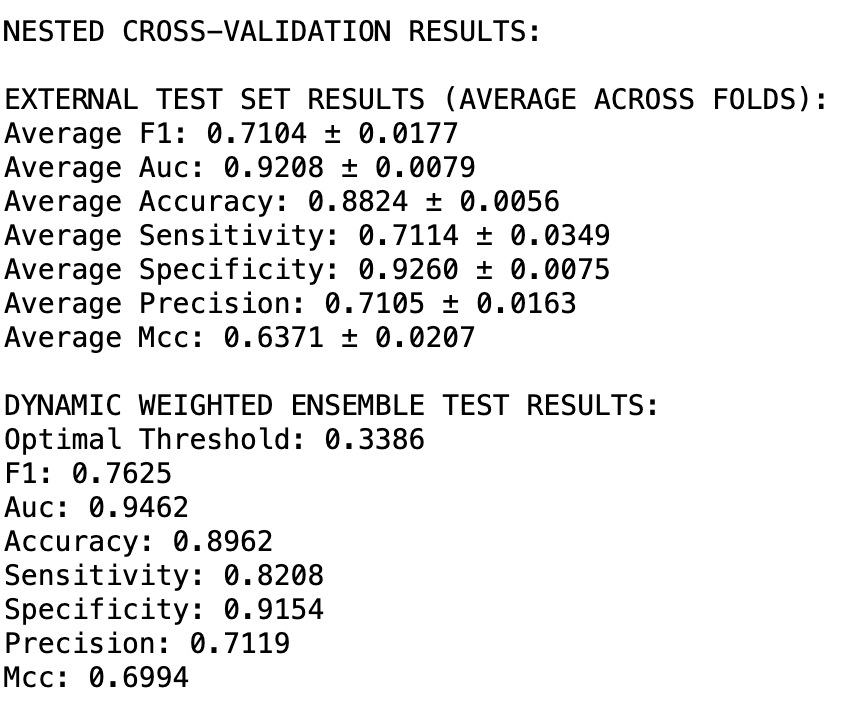 NESTED CROSS-VALIDATION RESULTS:
EXTERNAL TEST SET RESULTS (AVERAGE ACROSS FOLDS):
Average F1: 0.7104 ± 0.0177
Average Auc: 0.9208 ± 0.0079
Average Accuracy: 0.8824 ± 0.0056
Average Sensitivity: 0.7114 ± 0.0349
Average Specificity: 0.9260 ± 0.0075
Average Precision: 0.7105 ± 0.0163
Average Mcc: 0.6371 ± 0.0207
DYNAMIC WEIGHTED ENSEMBLE TEST RESULTS:
Optimal Threshold: 0.3386
F1: 0.7625
Auc: 0.9462
Accuracy: 0.8962
Sensitivity: 0.8208
Specificity: 0.9154
Precision: 0.7119
Mcc: 0.6994